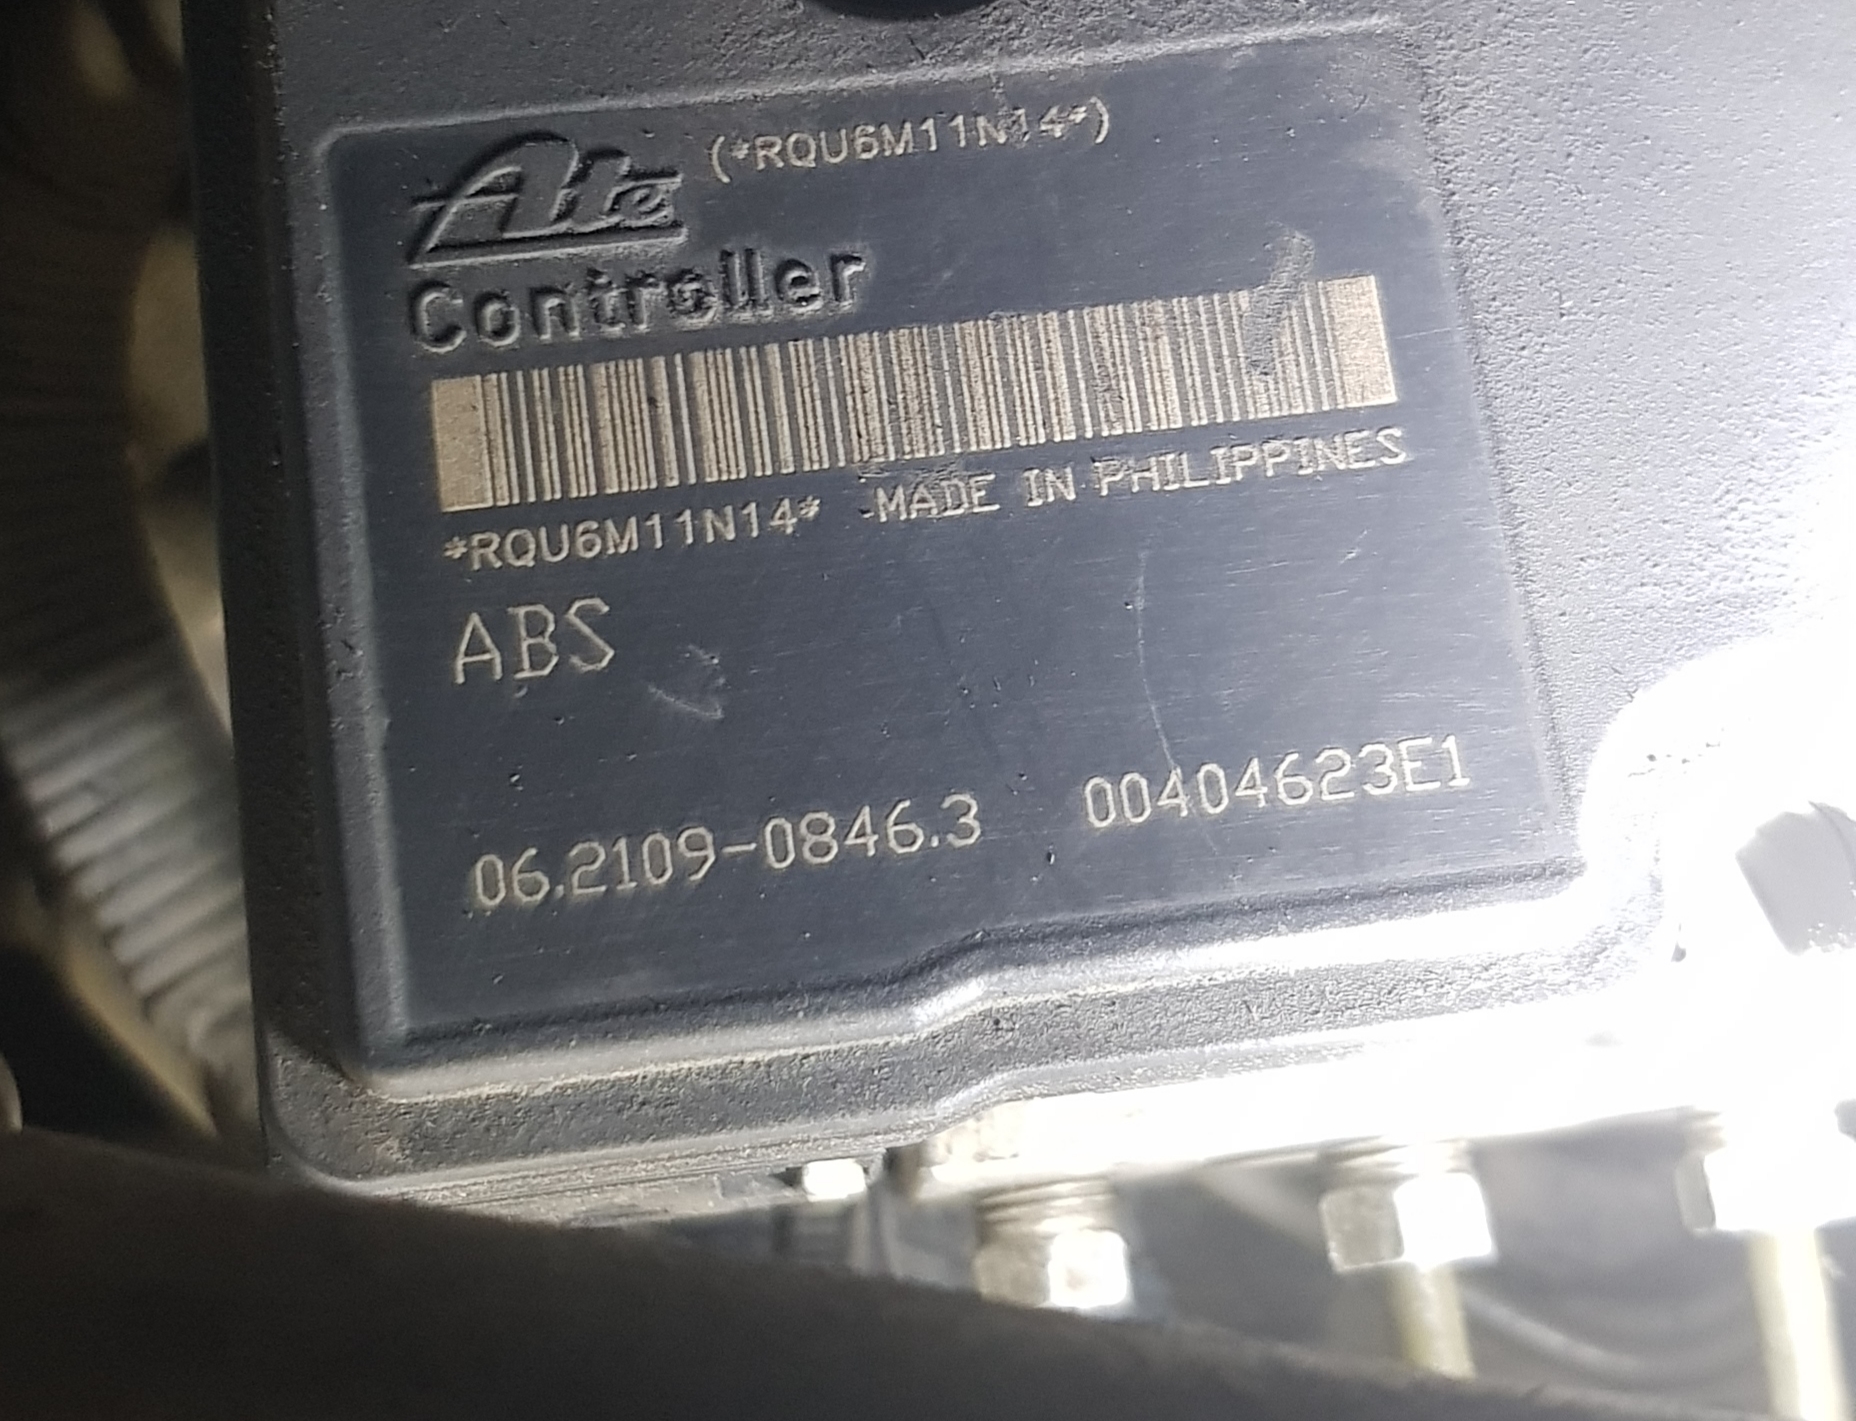 Ate (*RQU6M11N14*)
Controller
*RQU6M11N14* -MADE IN PHILIPPINES
ABS
06.2109-0846.3 00404623E1